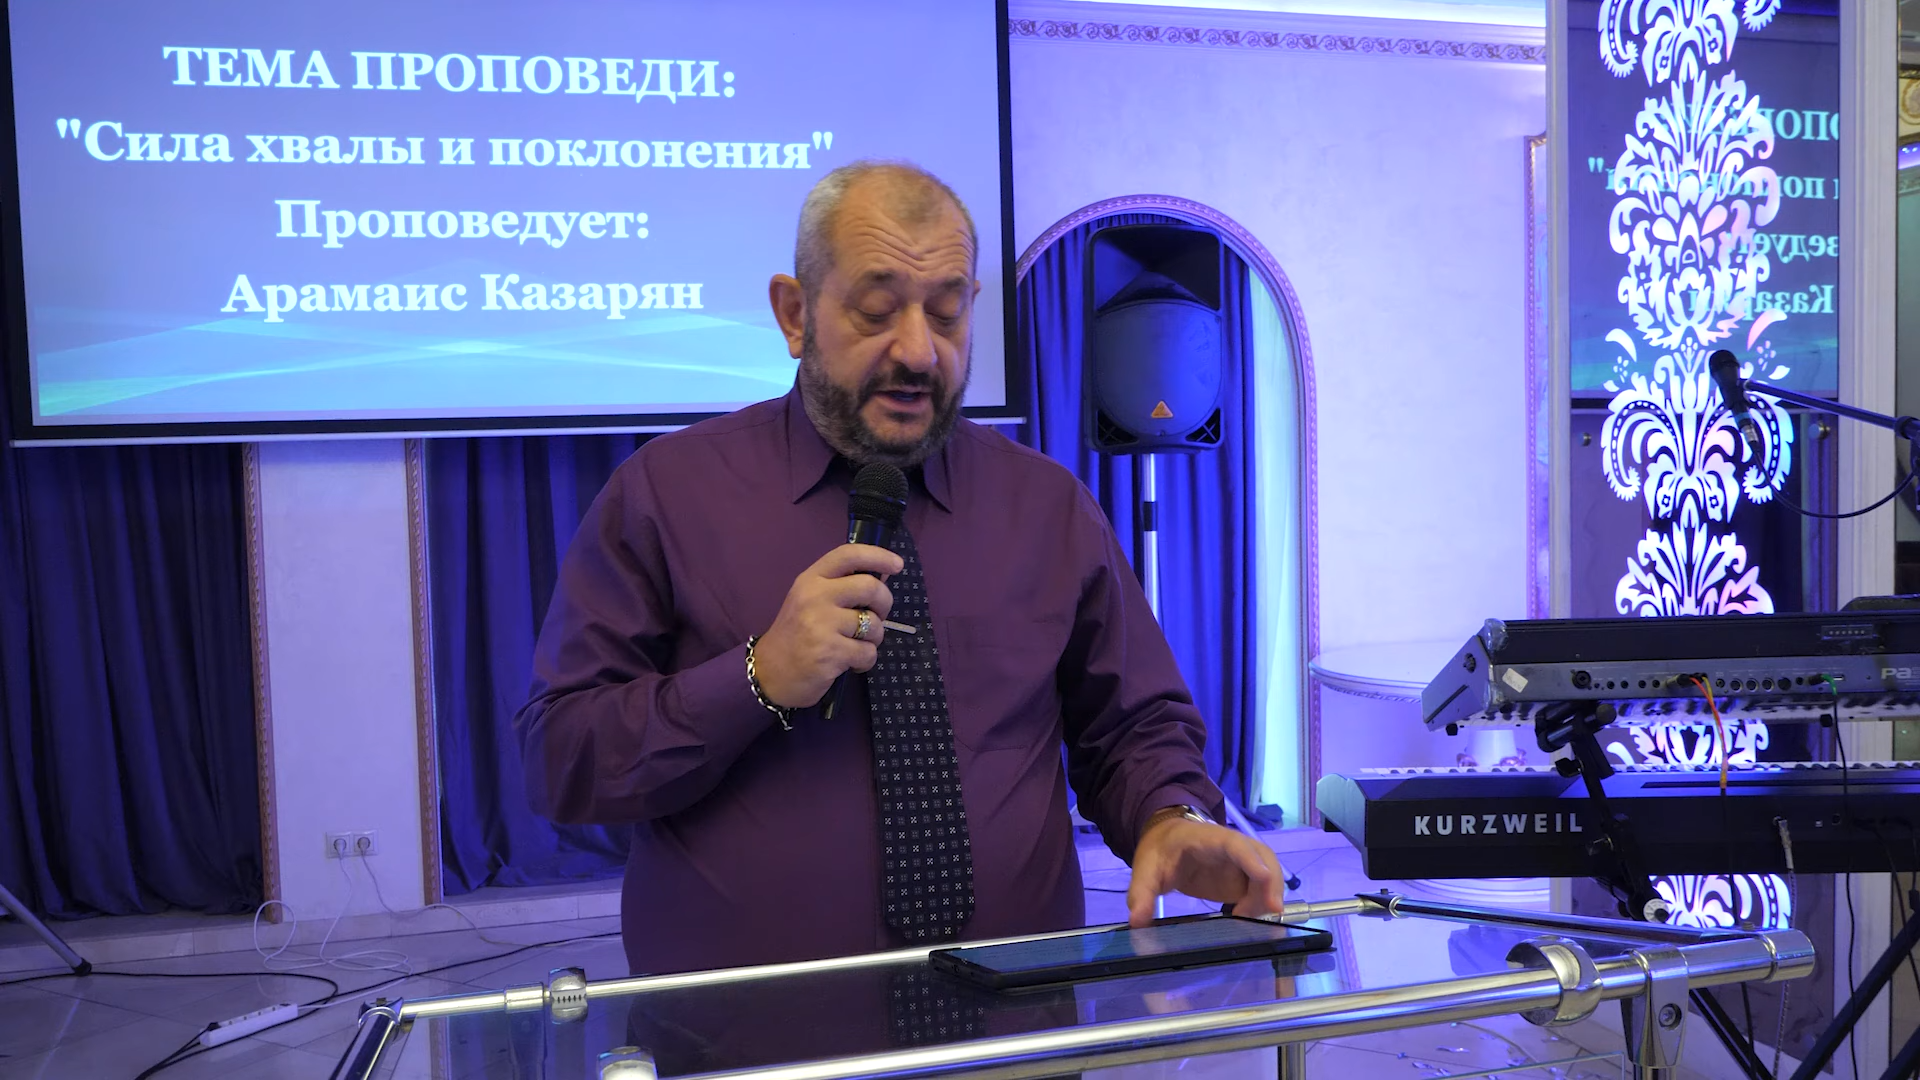 ТЕМА ПРОПОВЕДИ:
"Сила хвалы и поклонения"
Проповедует:
Арамаис Казарян
KURZWEIL